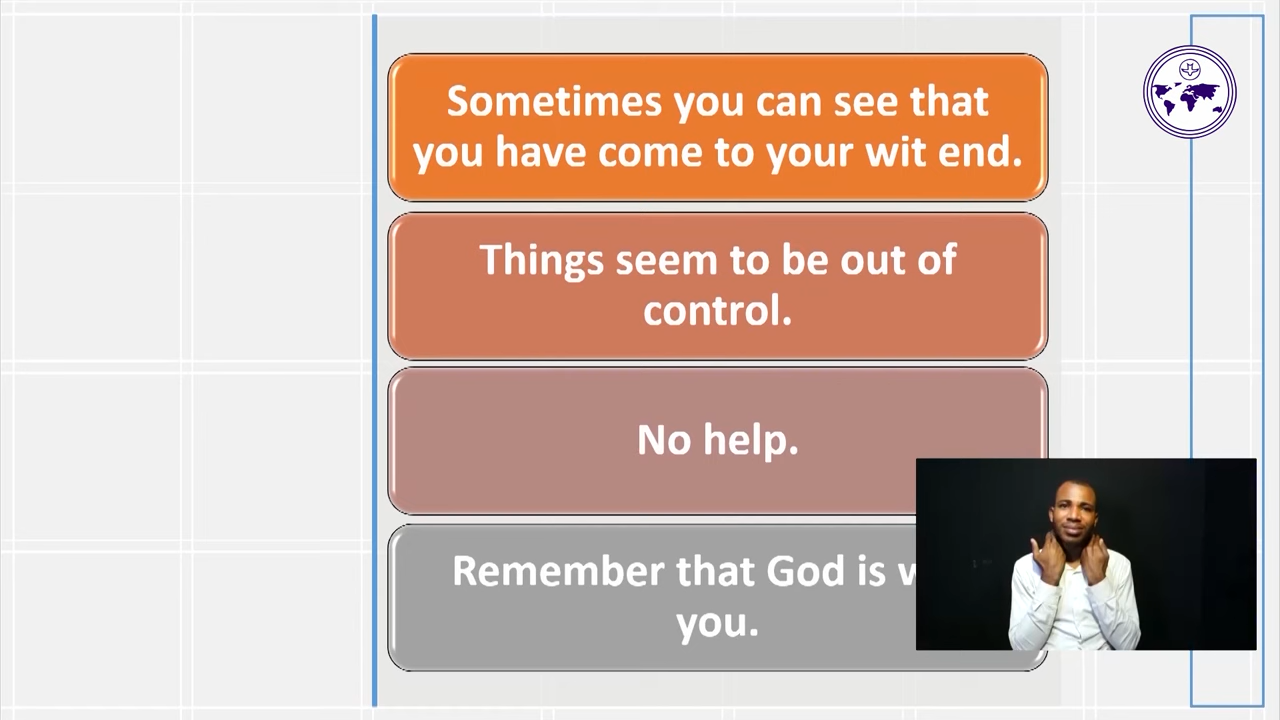 Sometimes you can see that
you have come to your wit end.
Things seem to be out of
control.
No help.
Remember that God is
you.